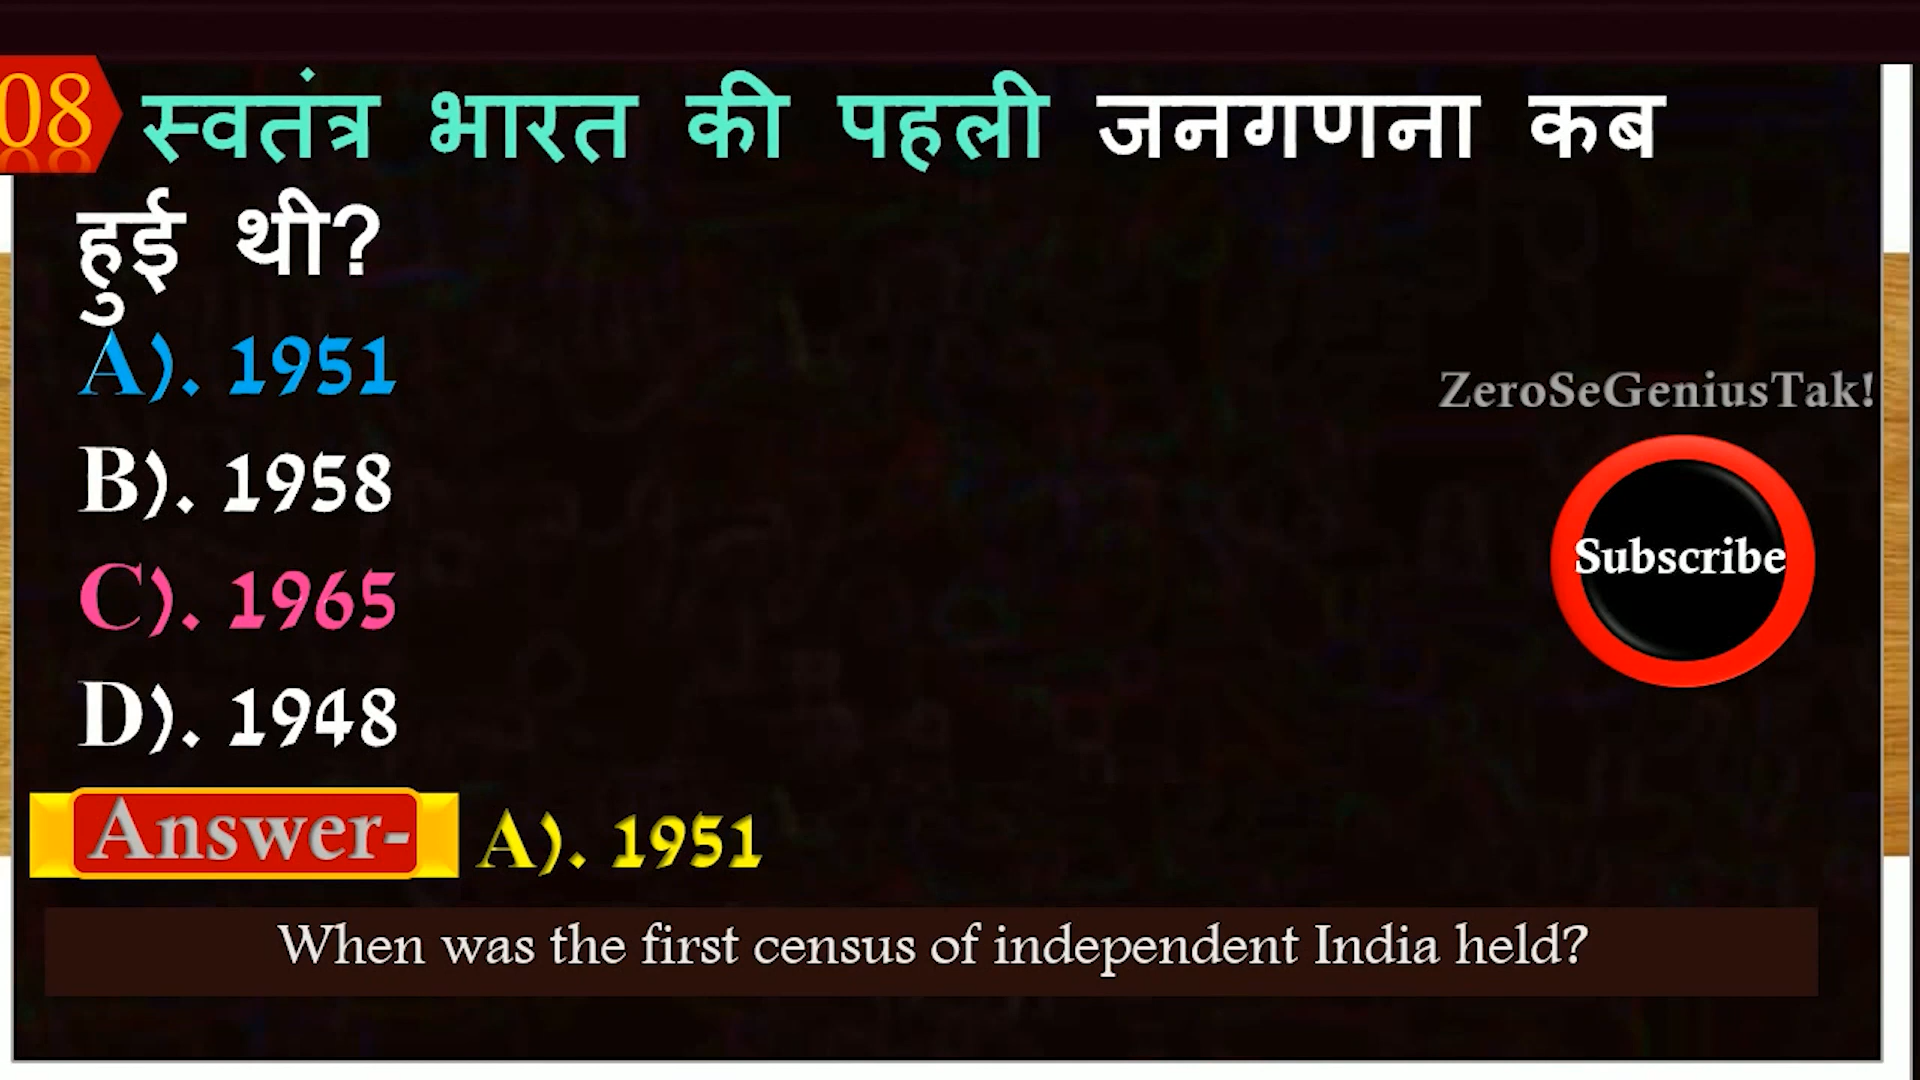 08 स्वतंत्र भारत की पहली जनगणना कब
हुई थी?
A). 1951
B). 1958
C). 1965
D). 1948
ZeroSeGeniusTak!
Subscribe
Answer- A). 1951
When was the first census of independent India held?